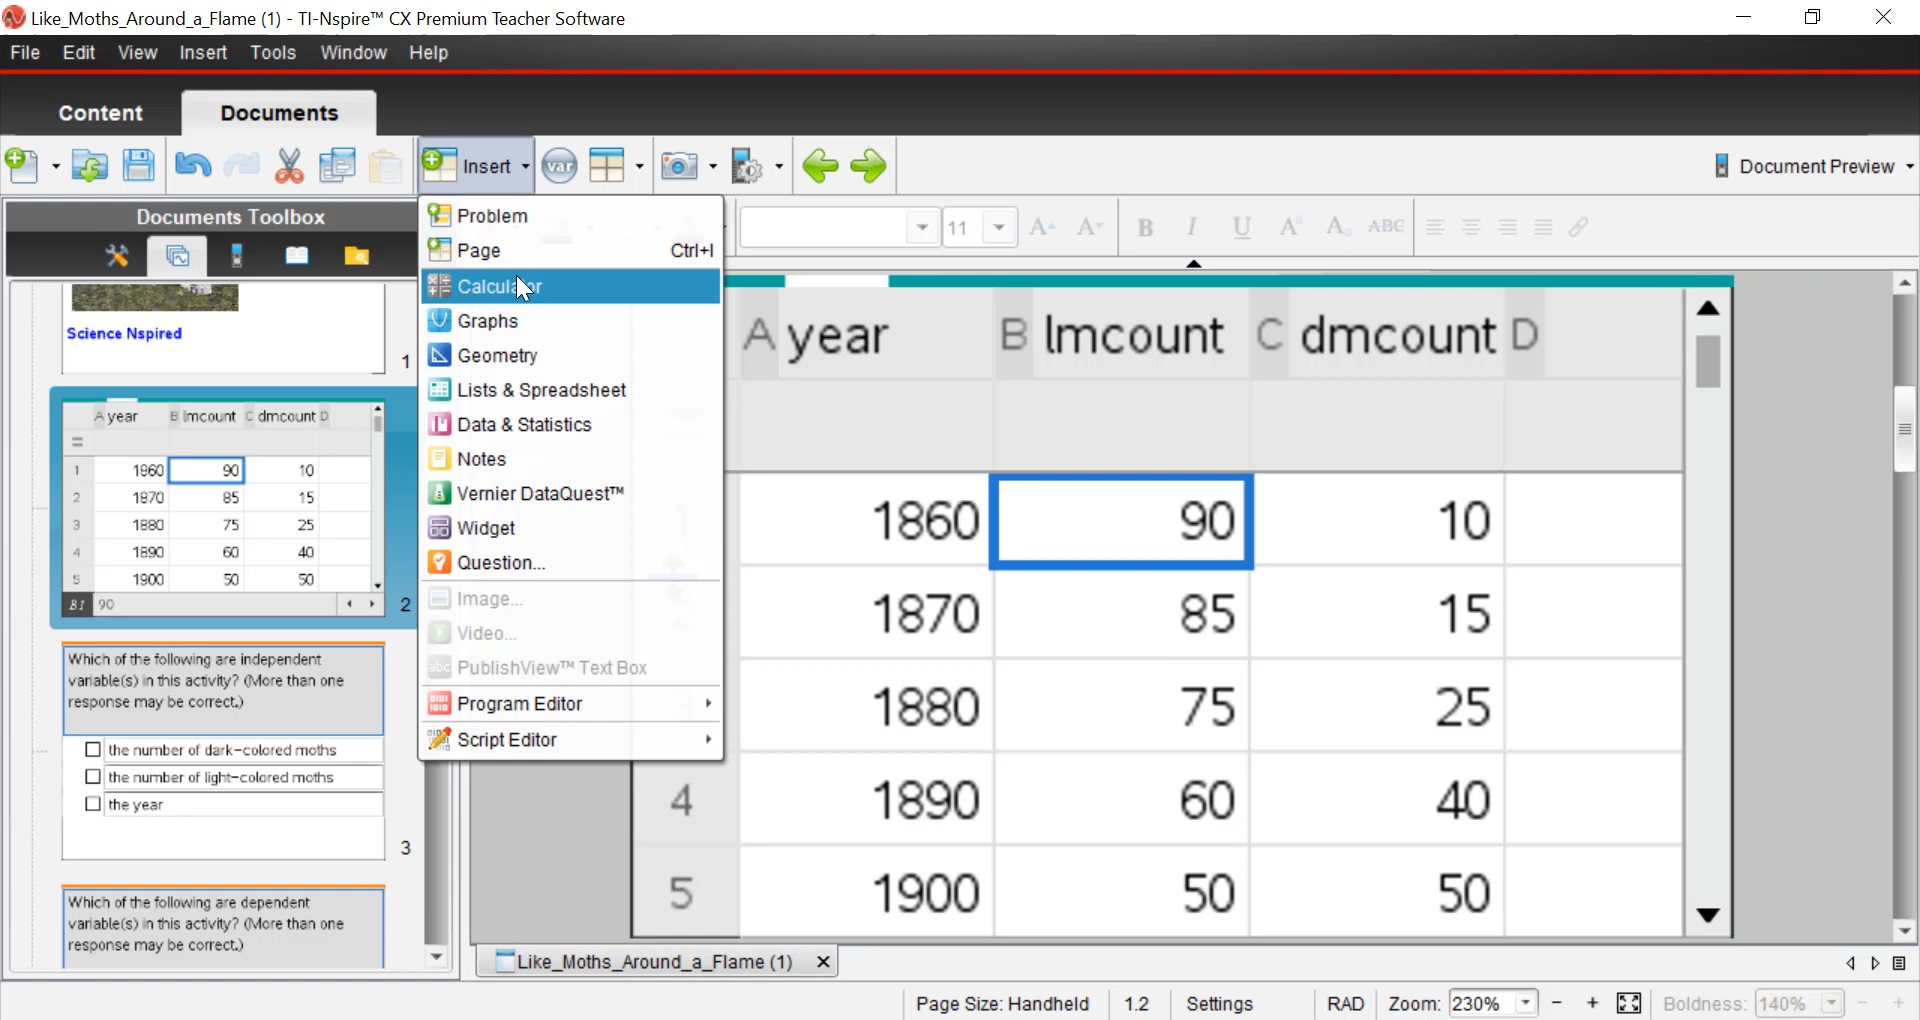 Like_Moths_Around_a_Flame (1) - TI-Nspire™ CX Premium Teacher Software
File Edit View Insert Tools Window Help
Content Documents
Insert var Document Preview
Documents Toolbox
11 B I U A A ABC
Problem
Page Ctrl+I
Calculator
Graphs
Geometry
Lists & Spreadsheet
Data & Statistics
Notes
Vernier DataQuest™
Widget
Question...
Image...
Video...
PublishView™ Text Box
Program Editor
Script Editor
Science Nspired
1
A year B lmcount C dmcount D
=
1 1860 90 10
2 1870 85 15
3 1880 75 25
4 1890 60 40
5 1900 50 50
B1 90
2
Which of the following are independent
variable(s) in this activity? (More than one
response may be correct.)
the number of dark-colored moths
the number of light-colored moths
the year
3
Which of the following are dependent
variable(s) in this activity? (More than one
response may be correct.)
A year B lmcount C dmcount D
1860 90 10
1870 85 15
1880 75 25
4 1890 60 40
5 1900 50 50
Like_Moths_Around_a_Flame (1)
Page Size: Handheld 1.2 Settings RAD Zoom: 230% - + Boldness: 140% - +